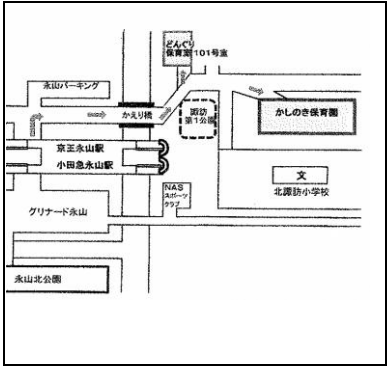 どんぐり
保育室 101号室
永山パーキング
かえり橋
諏訪
第1公園
かしのき保育園
京王永山駅
小田急永山駅
文
北諏訪小学校
NAS
スポーツ
クラブ
グリナード永山
永山北公園